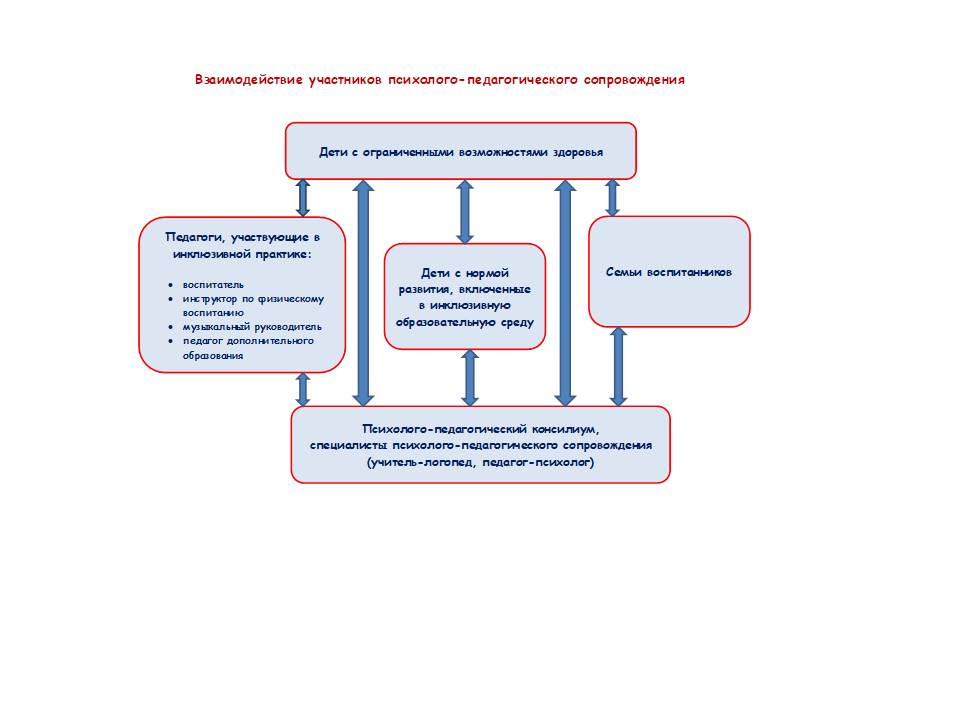 Взаимодействие участников психолого-педагогического сопровождения
Дети с ограниченными возможностями здоровья
Педагоги, участвующие в
инклюзивной практике:
• воспитатель
• инструктор по физическому
воспитанию
• музыкальный руководитель
• педагог дополнительного
образования
Дети с нормой
развития, включенные
в инклюзивную
образовательную среду
Семьи воспитанников
Психолого-педагогический консилиум,
специалисты психолого-педагогического сопровождения
(учитель-логопед, педагог-психолог)